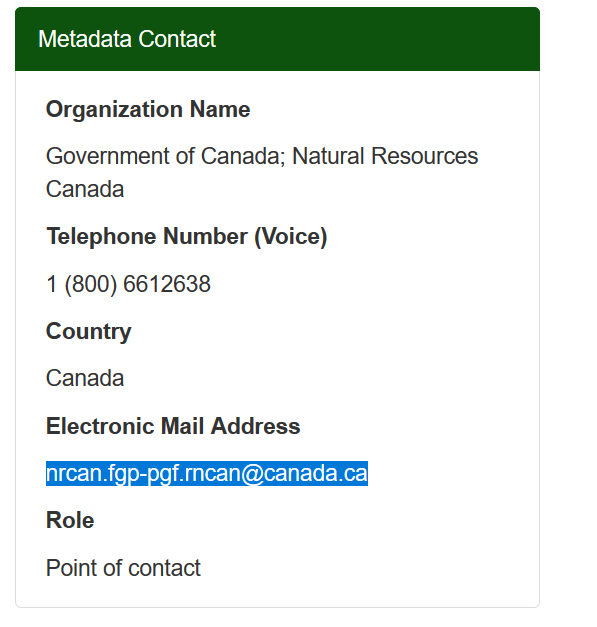 Metadata Contact
Organization Name
Government of Canada; Natural Resources
Canada
Telephone Number (Voice)
1 (800) 6612638
Country
Canada
Electronic Mail Address
nrcan.fgp-pgf.rncan@canada.ca
Role
Point of contact